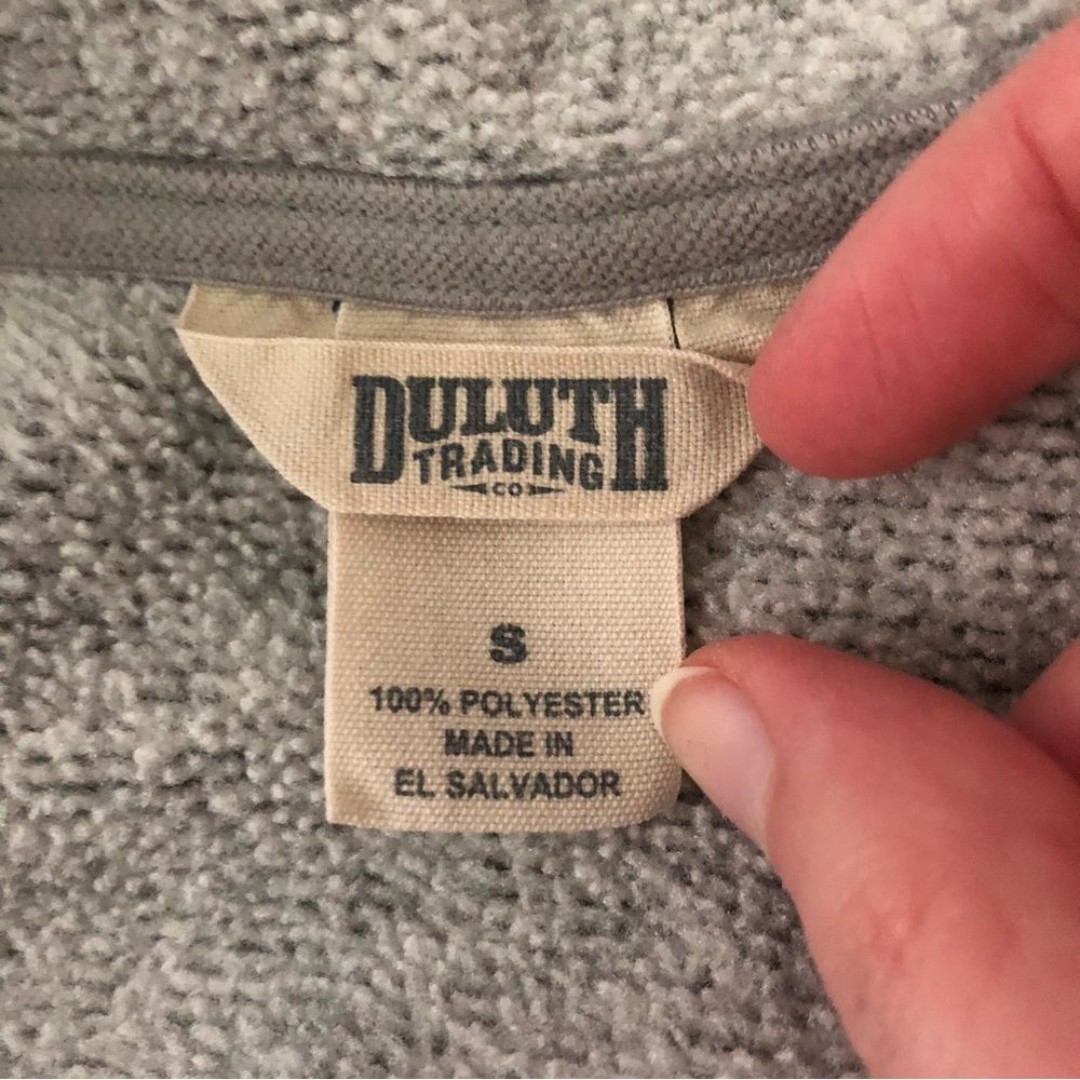 DULUTH
TRADING
CO
S
100% POLYESTER
MADE IN
EL SALVADOR